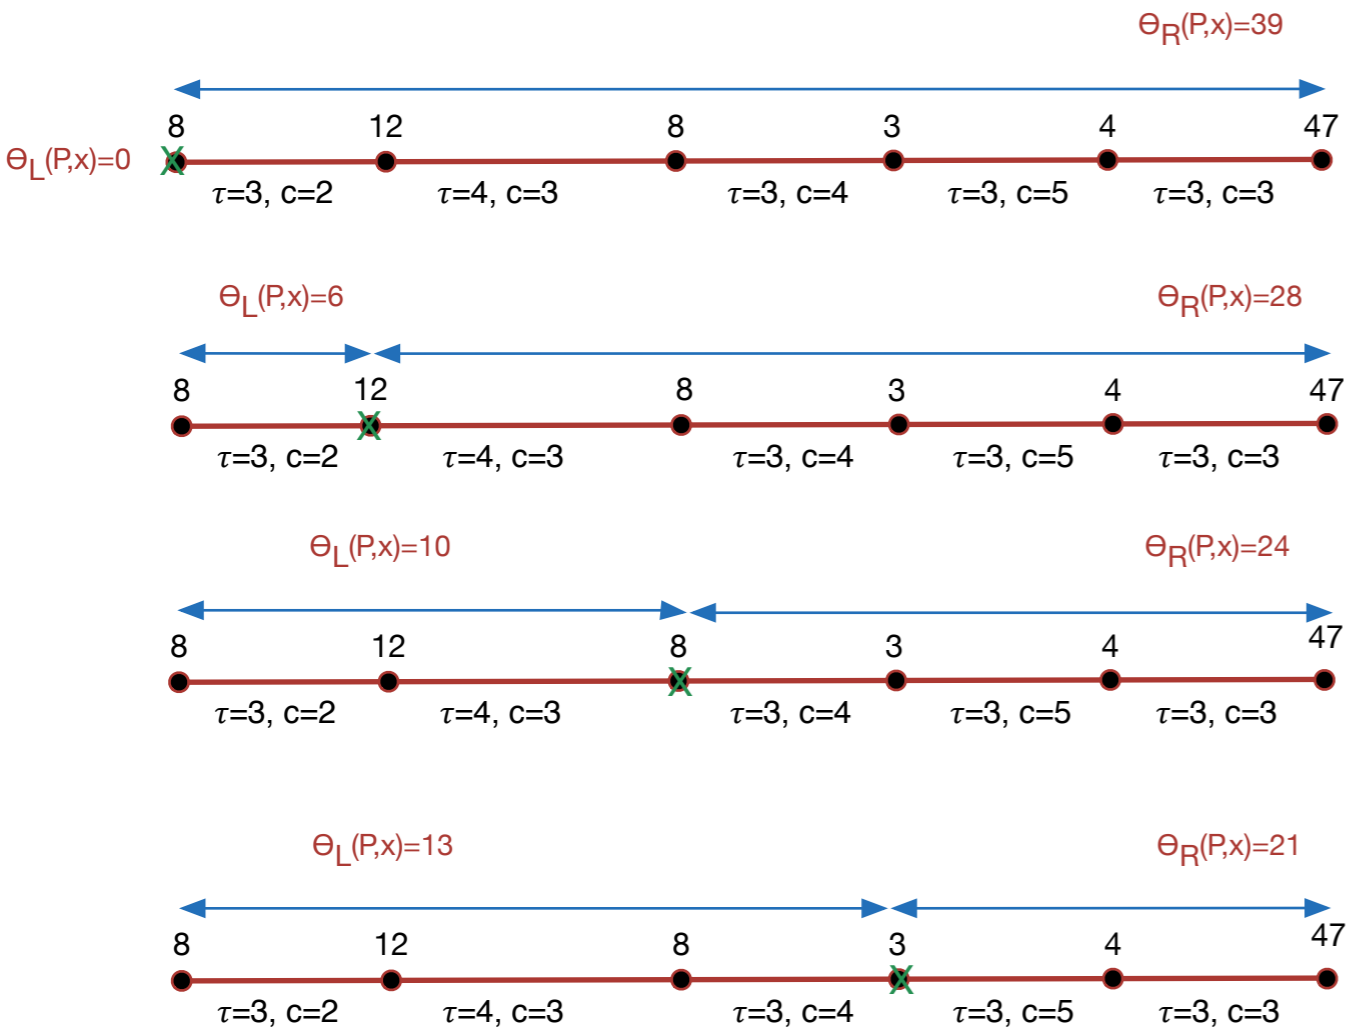 ϴR(P,x)=39
8 12 8 3 4 47
ϴL(P,x)=0 X
τ=3, c=2 τ=4, c=3 τ=3, c=4 τ=3, c=5 τ=3, c=3
ϴL(P,x)=6 ϴR(P,x)=28
8 12 8 3 4 47
X
τ=3, c=2 τ=4, c=3 τ=3, c=4 τ=3, c=5 τ=3, c=3
ϴL(P,x)=10 ϴR(P,x)=24
8 12 8 3 4 47
X
τ=3, c=2 τ=4, c=3 τ=3, c=4 τ=3, c=5 τ=3, c=3
ϴL(P,x)=13 ϴR(P,x)=21
8 12 8 3 4 47
X
τ=3, c=2 τ=4, c=3 τ=3, c=4 τ=3, c=5 τ=3, c=3